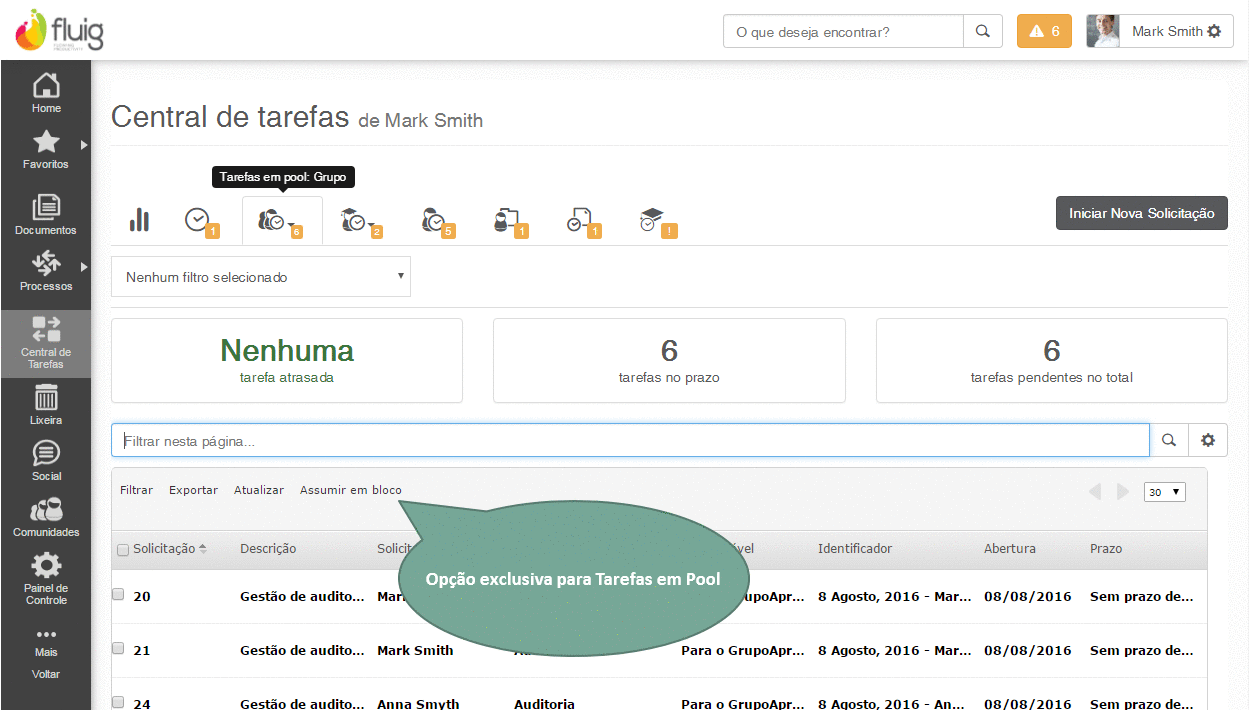 fluig
O que deseja encontrar?
6
Mark Smith
Home
Favoritos
Documentos
Processos
Central de
Tarefas
Lixeira
Social
Comunidades
Painel de
Controle
Mais
Voltar
Central de tarefas de Mark Smith
Tarefas em pool: Grupo
1
6
2
5
1
1
!
Iniciar Nova Solicitação
Nenhum filtro selecionado
Nenhuma
tarefa atrasada
6
tarefas no prazo
6
tarefas pendentes no total
Filtrar nesta página...
Filtrar Exportar Atualizar Assumir em bloco 30
Solicitação Descrição Identificador Abertura Prazo
Opção exclusiva para Tarefas em Pool
20 Gestão de audito... 8 Agosto, 2016 - Mar... 08/08/2016 Sem prazo de...
21 Gestão de audito... Mark Smith Para o GrupoApr... 8 Agosto, 2016 - Mar... 08/08/2016 Sem prazo de...
24 Gestão de audito... Anna Smyth Auditoria Para o GrupoApr... 8 Agosto, 2016 - An... 08/08/2016 Sem prazo de...